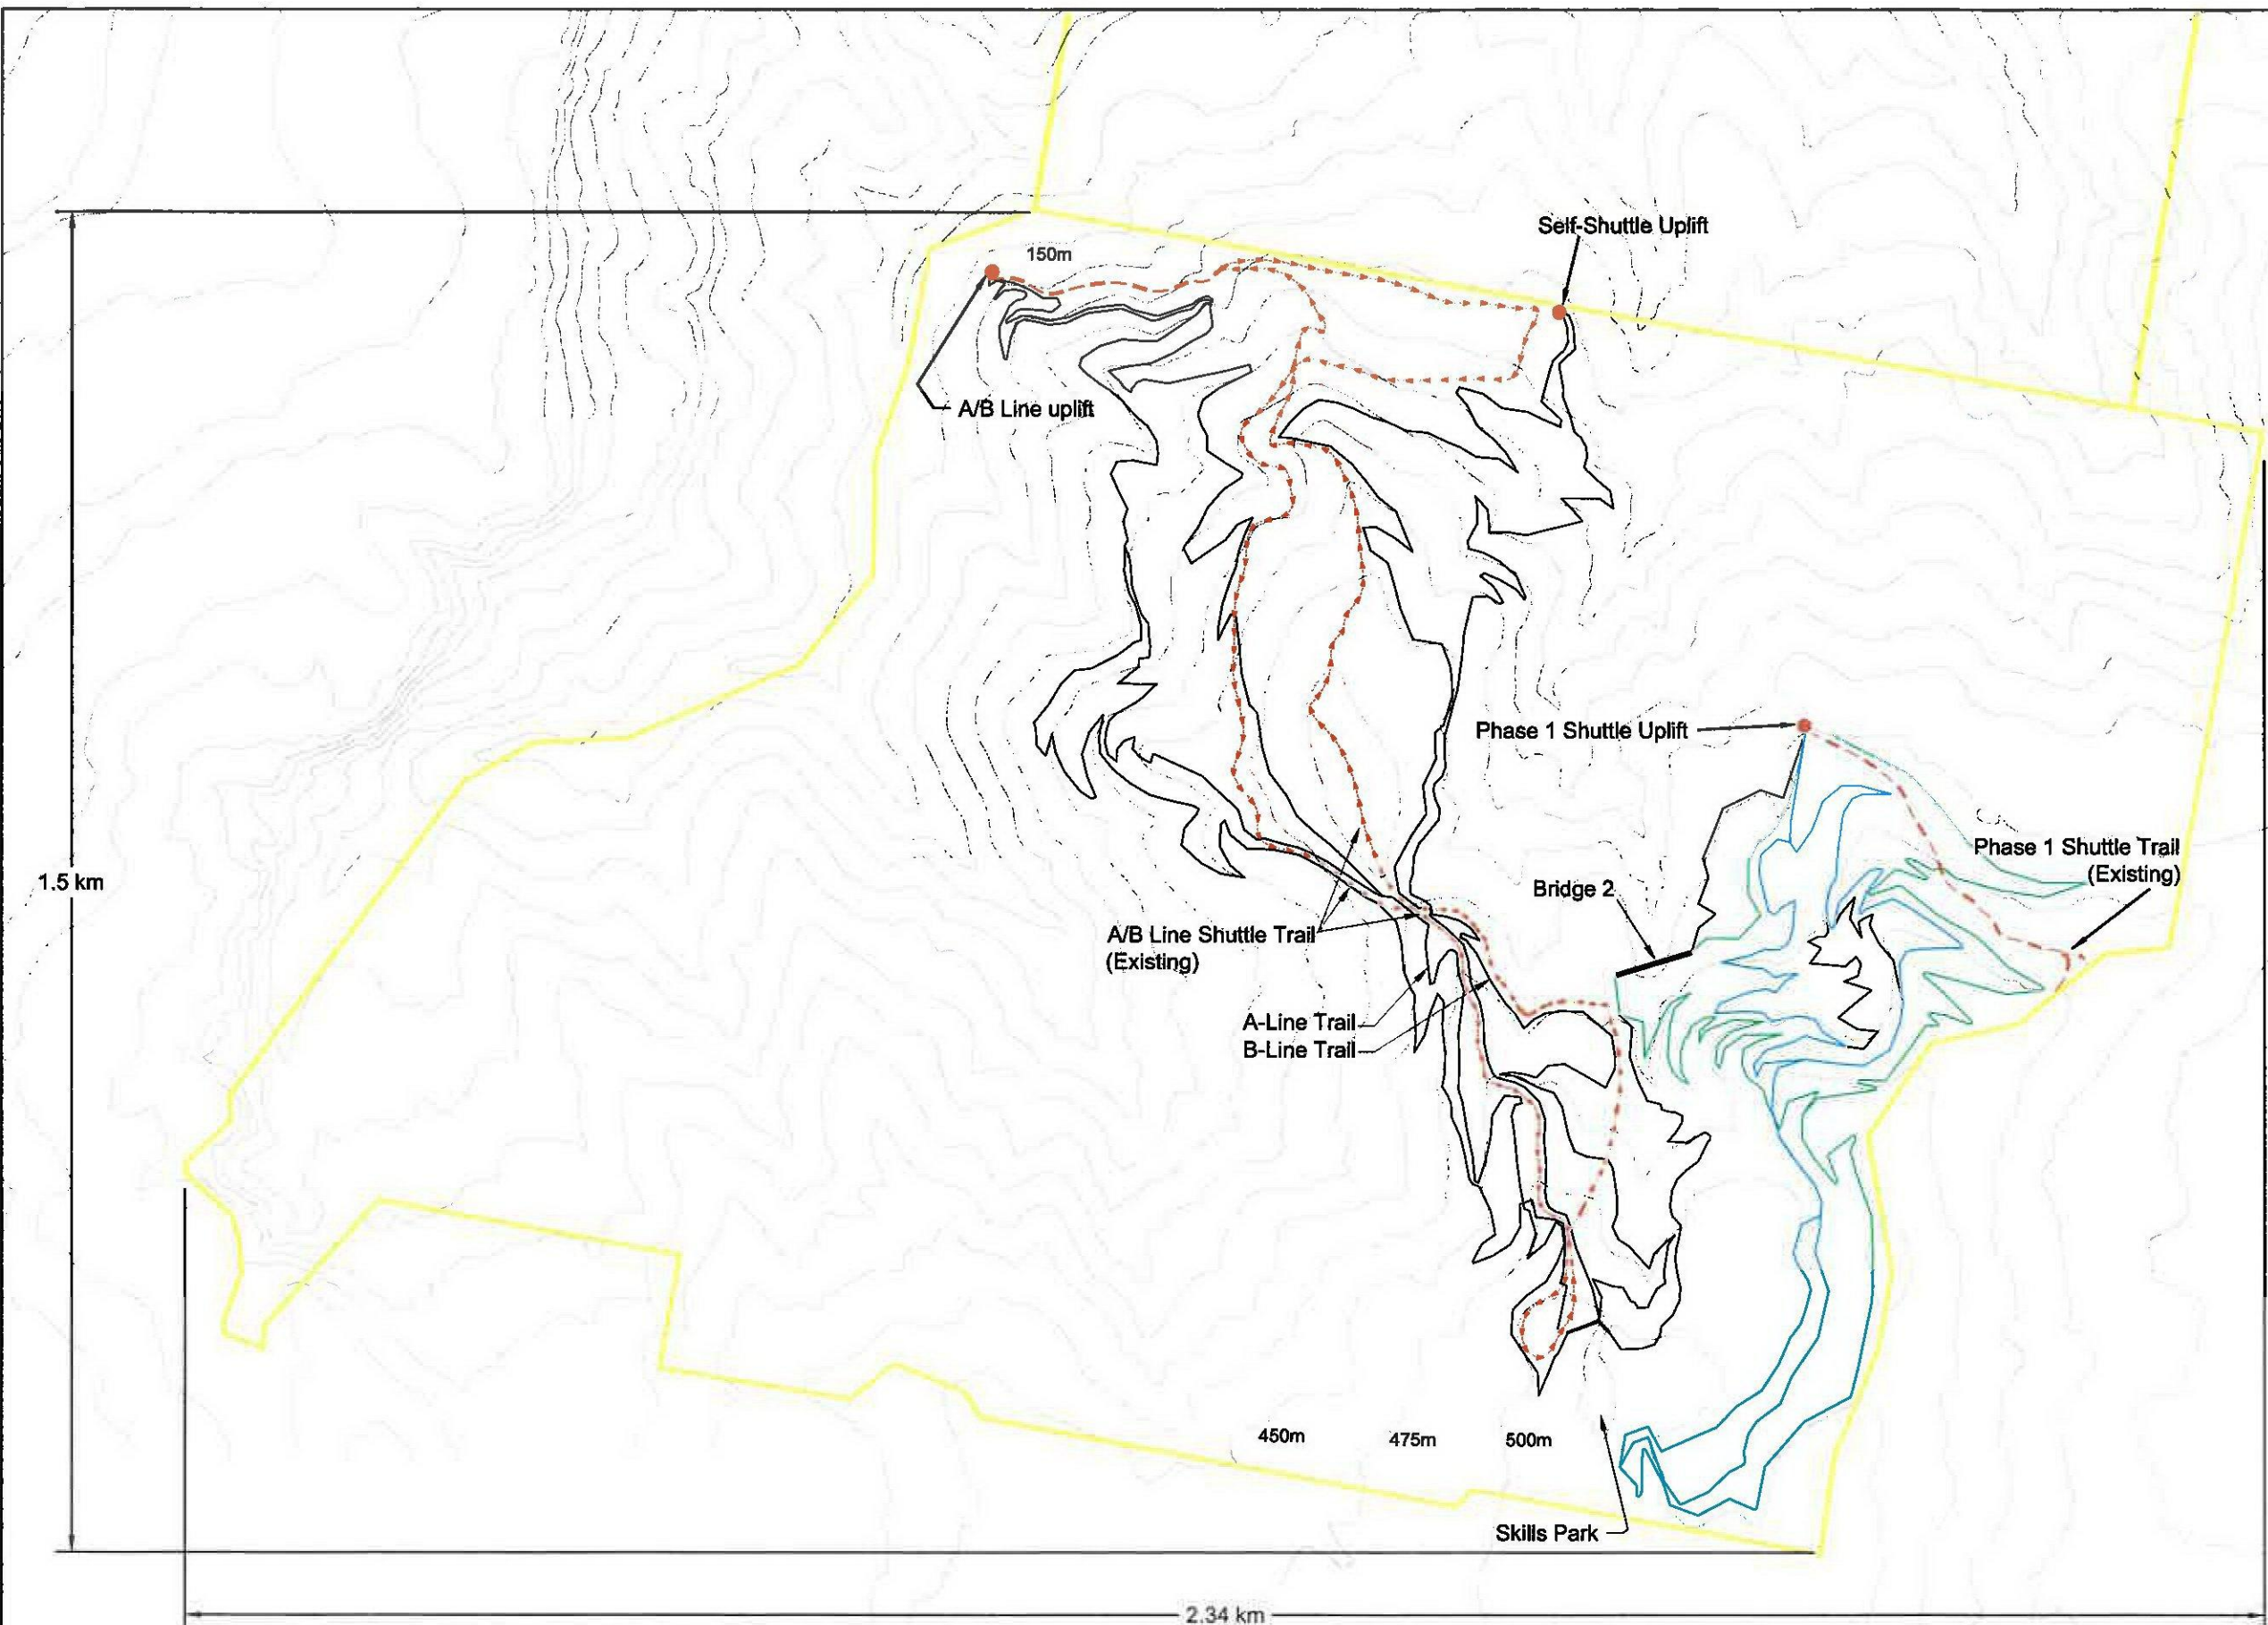 Self-Shuttle Uplift
150m
A/B Line uplift
Phase 1 Shuttle Uplift
Phase 1 Shuttle Trail
(Existing)
1.5 km
Bridge 2
A/B Line Shuttle Trail
(Existing)
A-Line Trail
B-Line Trail
450m
475m
500m
Skills Park
2.34 km